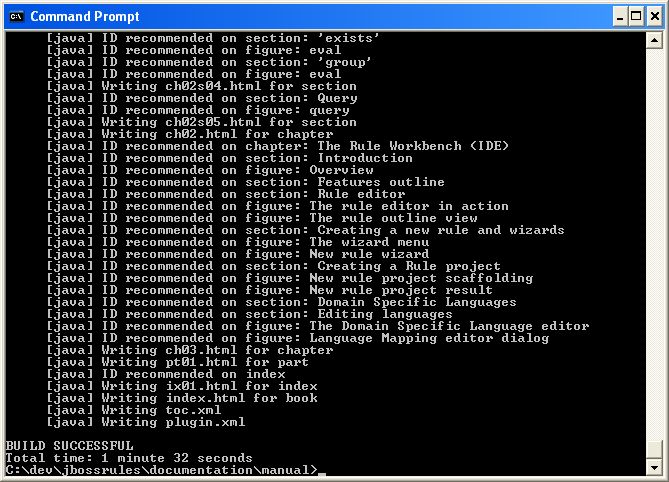 Command Prompt
[java] ID recommended on section: 'exists'
[java] ID recommended on figure: eval
[java] ID recommended on section: 'group'
[java] ID recommended on figure: eval
[java] Writing ch02s04.html for section
[java] ID recommended on section: Query
[java] ID recommended on figure: query
[java] Writing ch02s05.html for section
[java] Writing ch02.html for chapter
[java] ID recommended on chapter: The Rule Workbench (IDE)
[java] ID recommended on section: Introduction
[java] ID recommended on figure: Overview
[java] ID recommended on section: Features outline
[java] ID recommended on section: Rule editor
[java] ID recommended on figure: The rule editor in action
[java] ID recommended on figure: The rule outline view
[java] ID recommended on section: Creating a new rule and wizards
[java] ID recommended on figure: The wizard menu
[java] ID recommended on figure: New rule wizard
[java] ID recommended on section: Creating a Rule project
[java] ID recommended on figure: New rule project scaffolding
[java] ID recommended on figure: New rule project result
[java] ID recommended on section: Domain Specific Languages
[java] ID recommended on section: Editing languages
[java] ID recommended on figure: The Domain Specific Language editor
[java] ID recommended on figure: Language Mapping editor dialog
[java] Writing ch03.html for chapter
[java] Writing pt01.html for part
[java] ID recommended on index
[java] Writing ix01.html for index
[java] Writing index.html for book
[java] Writing toc.xml
[java] Writing plugin.xml
BUILD SUCCESSFUL
Total time: 1 minute 32 seconds
C:\dev\jbossrules\documentation\manual>_